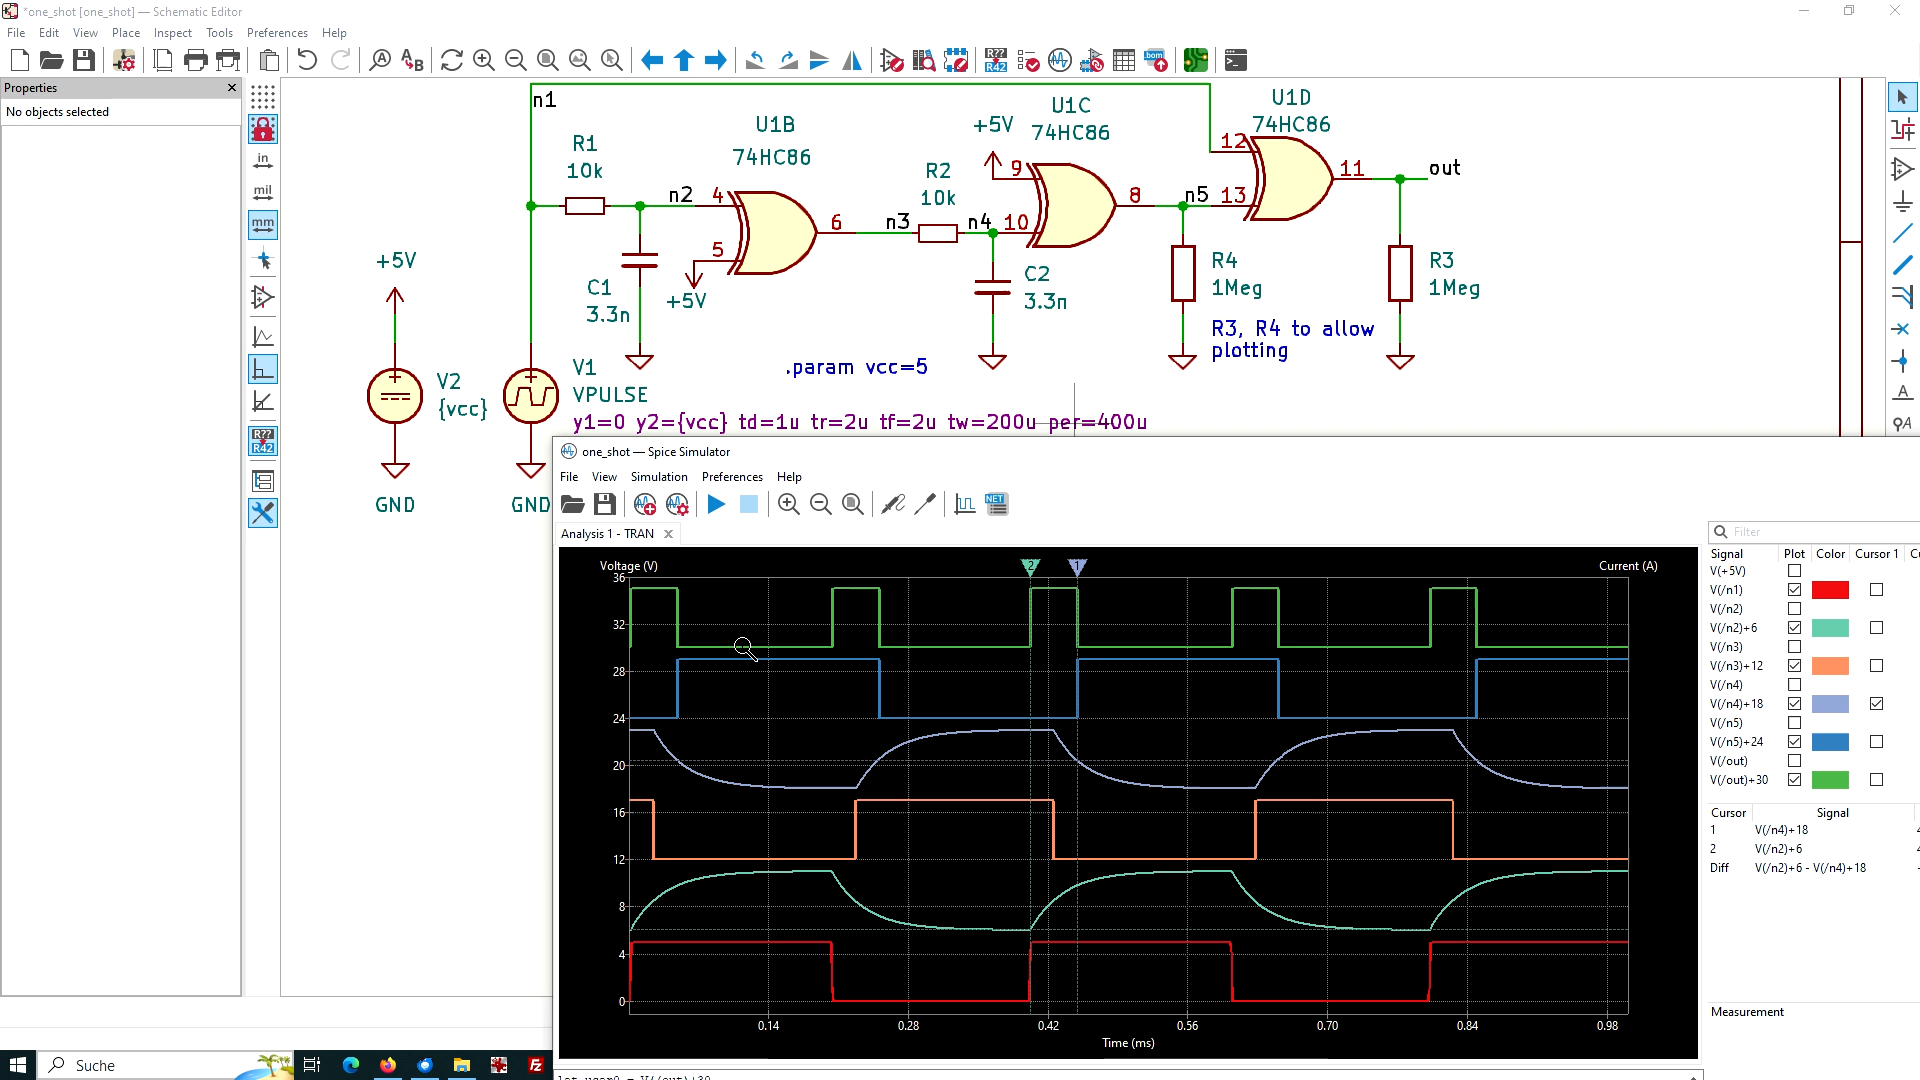 *one_shot [one_shot] — Schematic Editor
File Edit View Place Inspect Tools Preferences Help
Properties
No objects selected
in
mil
mm
R??
R42
n1
R1
10k
U1B
74HC86
n2
4
5
6
+5V
C1
3.3n
n3
R2
10k
n4
+5V
9
10
U1C
74HC86
8
C2
3.3n
n5
12
13
U1D
74HC86
11
out
R4
1Meg
R3
1Meg
R3, R4 to allow
plotting
+5V
V2
{vcc}
GND
V1
VPULSE
y1=0 y2={vcc} td=1u tr=2u tf=2u tw=200u per=400u
GND
.param vcc=5
one_shot — Spice Simulator
File View Simulation Preferences Help
NET
Analysis 1 - TRAN
Voltage (V)
Current (A)
2
1
36
32
28
24
20
16
12
8
4
0
0.14 0.28 0.42 0.56 0.70 0.84 0.98
Time (ms)
Filter
Signal Plot Color Cursor 1
V(+5V)
V(/n1)
V(/n2)
V(/n2)+6
V(/n3)
V(/n3)+12
V(/n4)
V(/n4)+18
V(/n5)
V(/n5)+24
V(/out)
V(/out)+30
Cursor Signal
1 V(/n4)+18
2 V(/n2)+6
Diff V(/n2)+6 - V(/n4)+18
Measurement
Suche